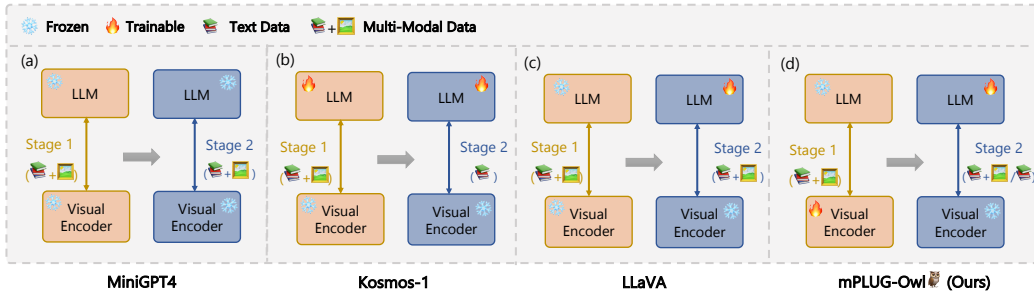 Frozen Trainable Text Data + Multi-Modal Data
(a)
LLM
LLM
Stage 1
(+)
Stage 2
(+)
Visual
Encoder
Visual
Encoder
MiniGPT4
(b)
LLM
LLM
Stage 1
(+)
Stage 2
()
Visual
Encoder
Visual
Encoder
Kosmos-1
(c)
LLM
LLM
Stage 1
(+)
Stage 2
(+)
Visual
Encoder
Visual
Encoder
LLaVA
(d)
LLM
LLM
Stage 1
(+)
Stage 2
(+/)
Visual
Encoder
Visual
Encoder
mPLUG-Owl (Ours)